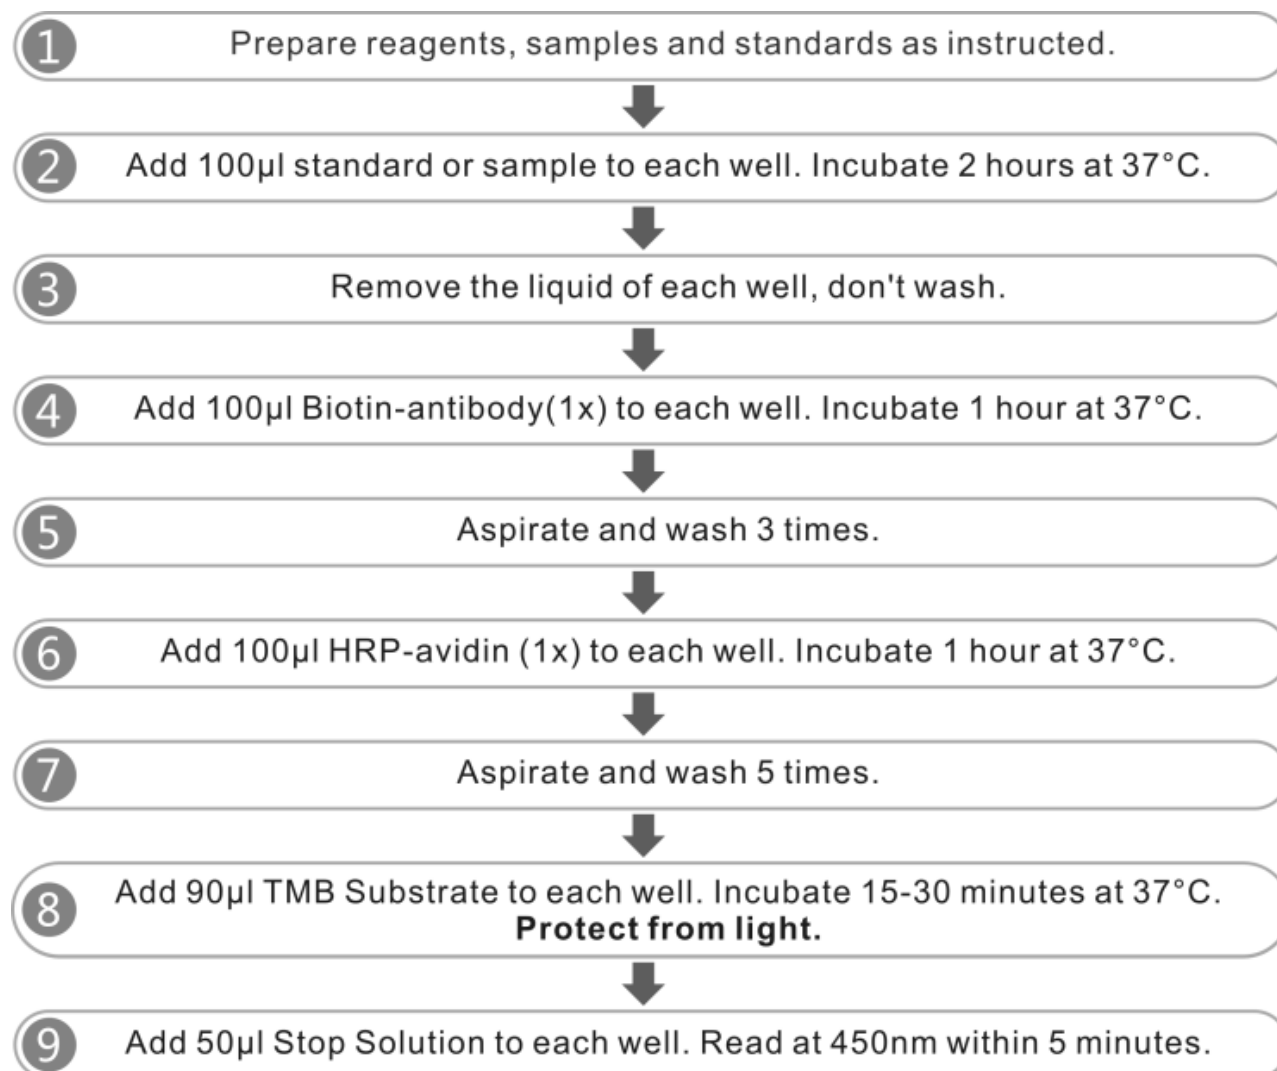 1 Prepare reagents, samples and standards as instructed.
2 Add 100µl standard or sample to each well. Incubate 2 hours at 37°C.
3 Remove the liquid of each well, don't wash.
4 Add 100µl Biotin-antibody(1x) to each well. Incubate 1 hour at 37°C.
5 Aspirate and wash 3 times.
6 Add 100µl HRP-avidin (1x) to each well. Incubate 1 hour at 37°C.
7 Aspirate and wash 5 times.
8 Add 90µl TMB Substrate to each well. Incubate 15-30 minutes at 37°C.
Protect from light.
9 Add 50µl Stop Solution to each well. Read at 450nm within 5 minutes.